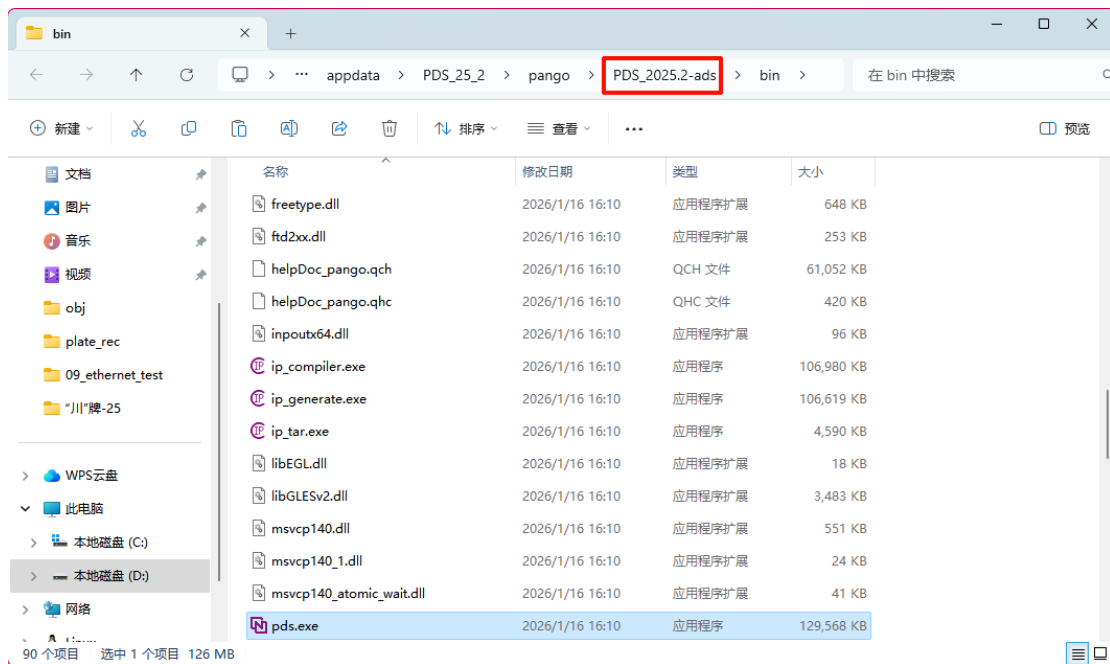 bin
··· appdata > PDS_25_2 > pango > PDS_2025.2-ads > bin > 在 bin 中搜索
新建 排序 查看 ··· 预览
文档
图片
音乐
视频
obj
plate_rec
09_ethernet_test
“川”牌-25
WPS云盘
此电脑
本地磁盘 (C:)
本地磁盘 (D:)
网络
Linux
名称 修改日期 类型 大小
freetype.dll 2026/1/16 16:10 应用程序扩展 648 KB
ftd2xx.dll 2026/1/16 16:10 应用程序扩展 253 KB
helpDoc_pango.qch 2026/1/16 16:10 QCH 文件 61,052 KB
helpDoc_pango.qhc 2026/1/16 16:10 QHC 文件 420 KB
inpoutx64.dll 2026/1/16 16:10 应用程序扩展 96 KB
ip_compiler.exe 2026/1/16 16:10 应用程序 106,980 KB
ip_generate.exe 2026/1/16 16:10 应用程序 106,619 KB
ip_tar.exe 2026/1/16 16:10 应用程序 4,590 KB
libEGL.dll 2026/1/16 16:10 应用程序扩展 18 KB
libGLESv2.dll 2026/1/16 16:10 应用程序扩展 3,483 KB
msvcp140.dll 2026/1/16 16:10 应用程序扩展 551 KB
msvcp140_1.dll 2026/1/16 16:10 应用程序扩展 24 KB
msvcp140_atomic_wait.dll 2026/1/16 16:10 应用程序扩展 41 KB
pds.exe 2026/1/16 16:10 应用程序 129,568 KB
90 个项目 选中 1 个项目 126 MB